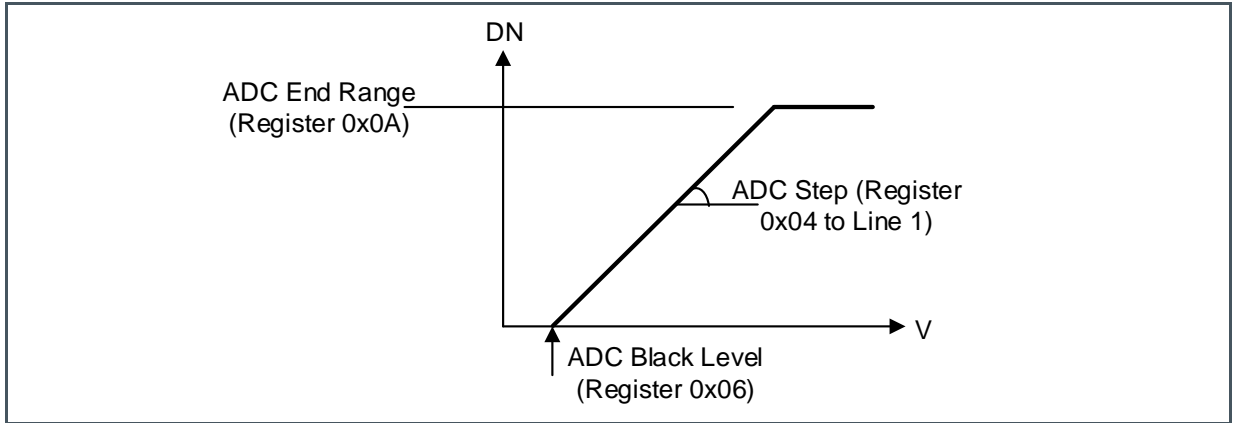 DN
ADC End Range
(Register 0x0A)
ADC Step (Register
0x04 to Line 1)
V
ADC Black Level
(Register 0x06)